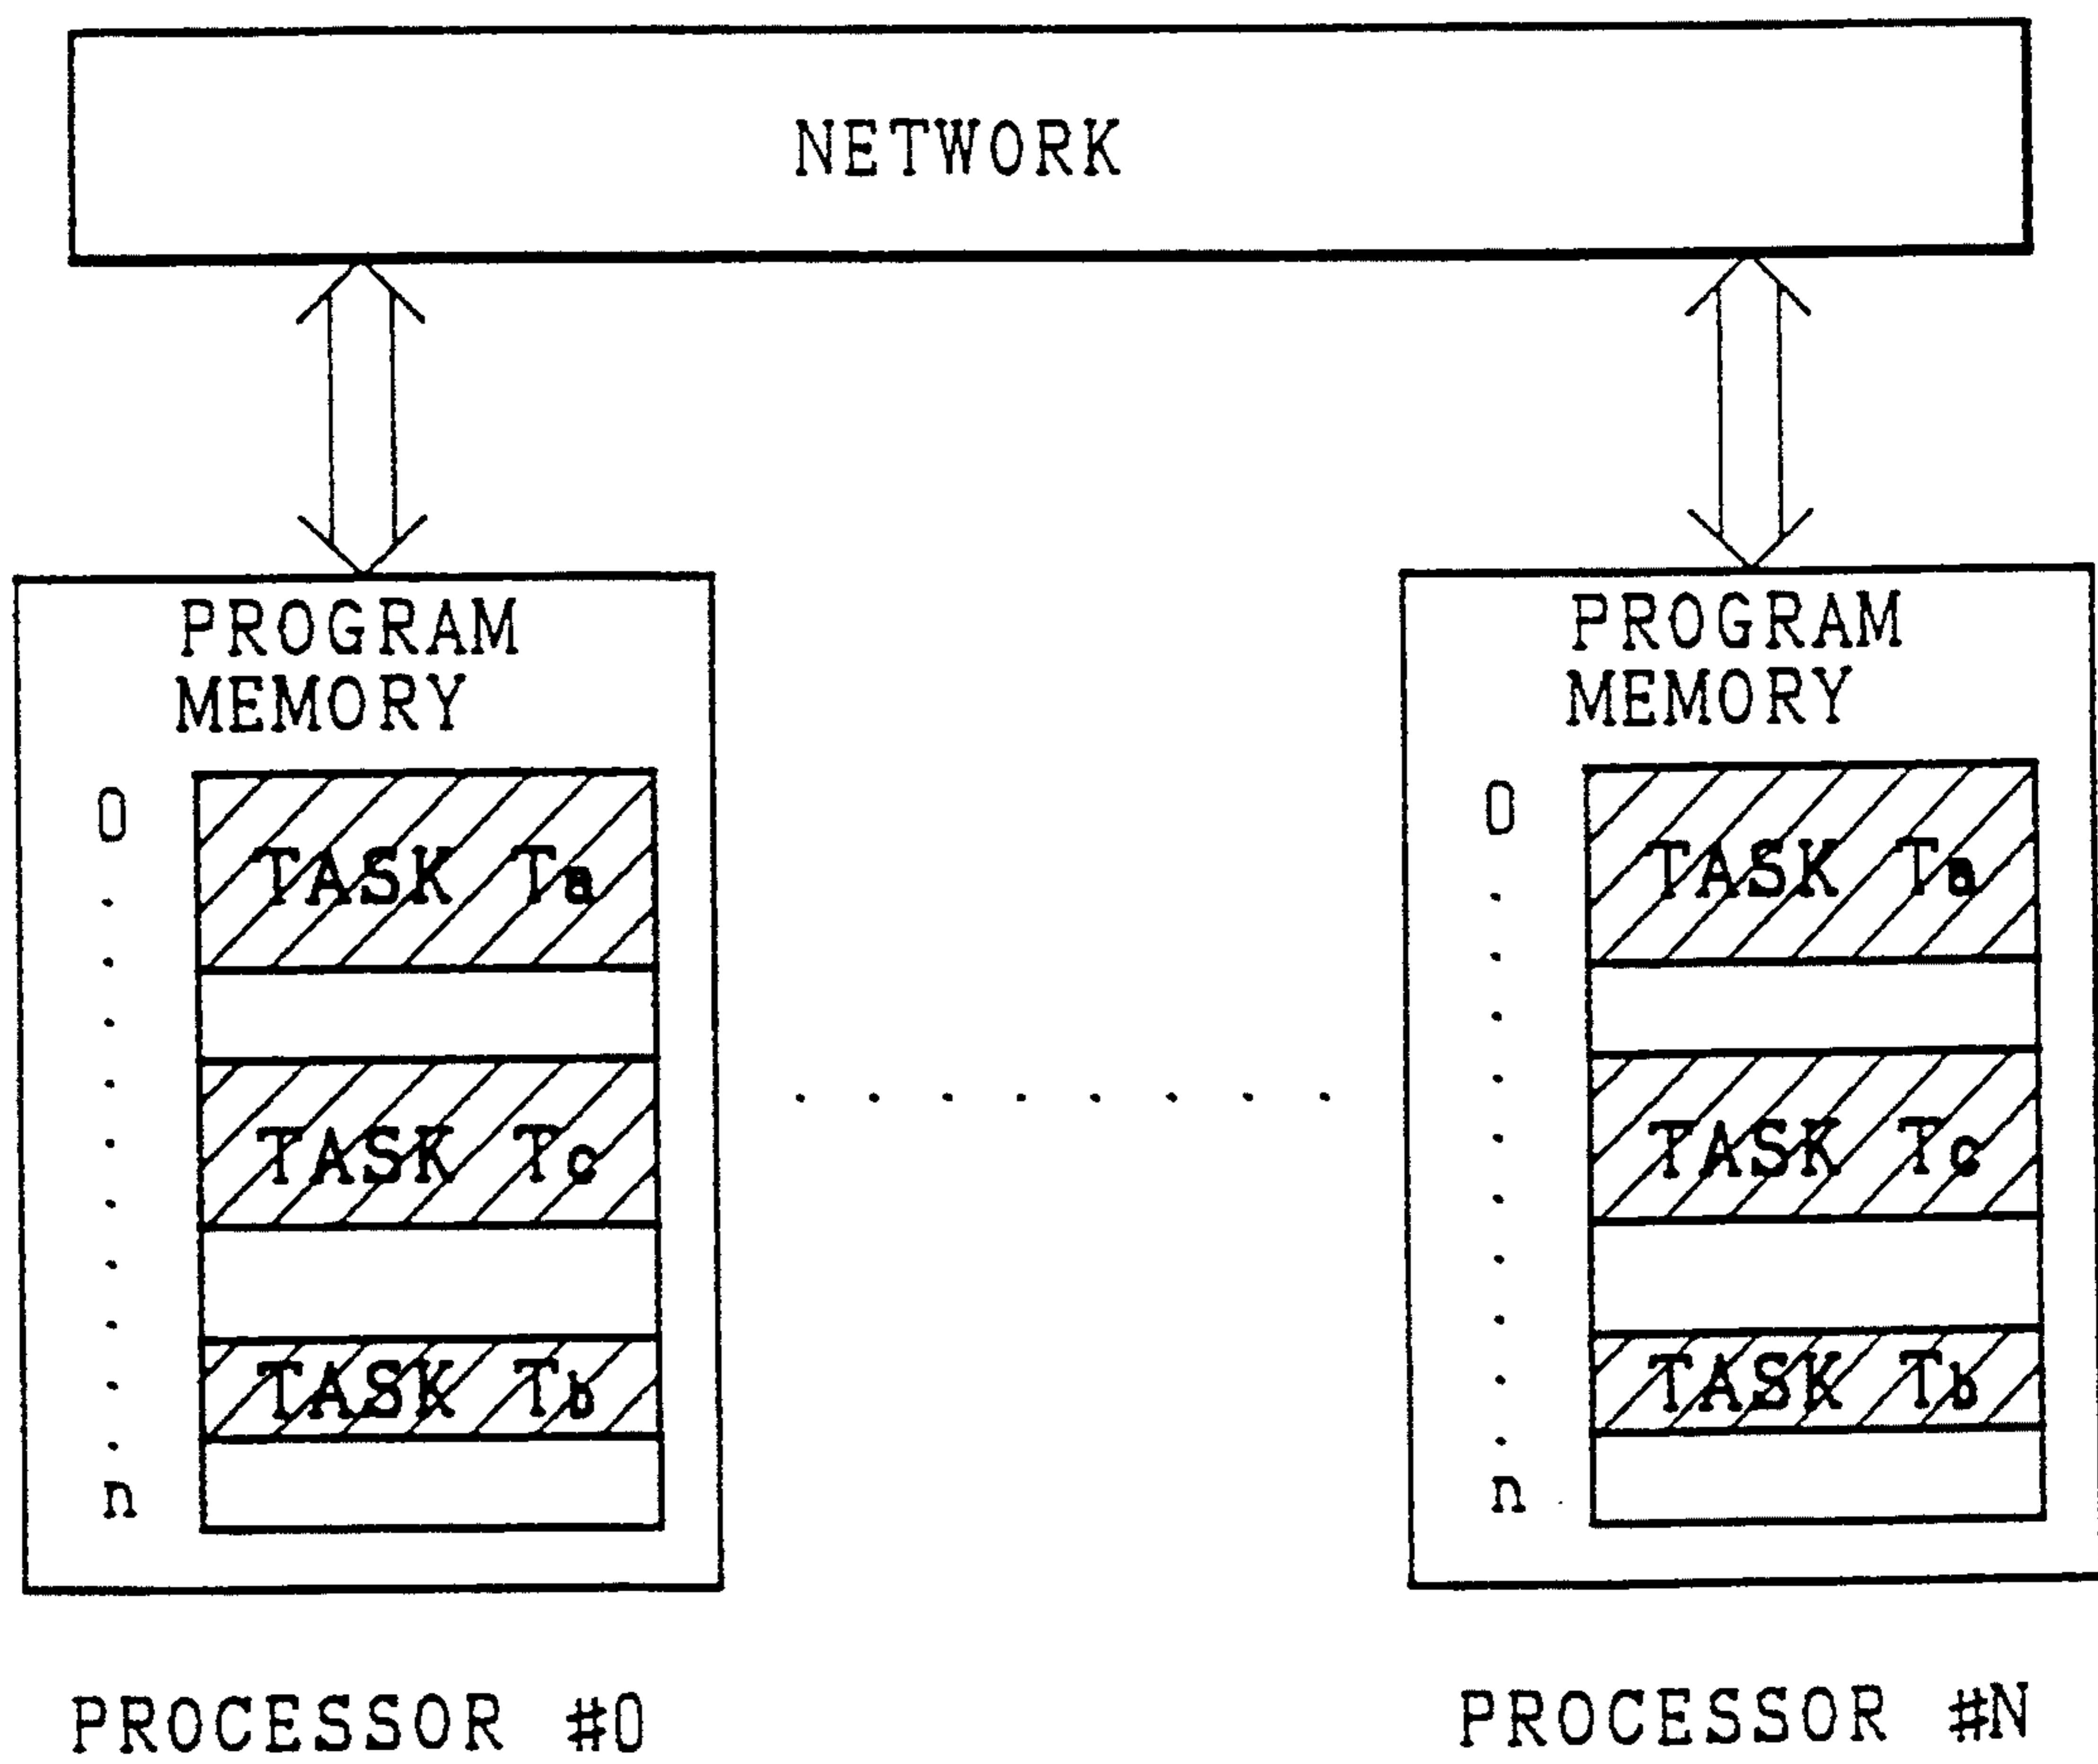 NETWORK
PROGRAM
MEMORY
0
TASK Ta
TASK Tc
TASK Tb
n
PROCESSOR #0
. . . . . . . .
PROGRAM
MEMORY
0
TASK Ta
TASK Tc
TASK Tb
n
PROCESSOR #N